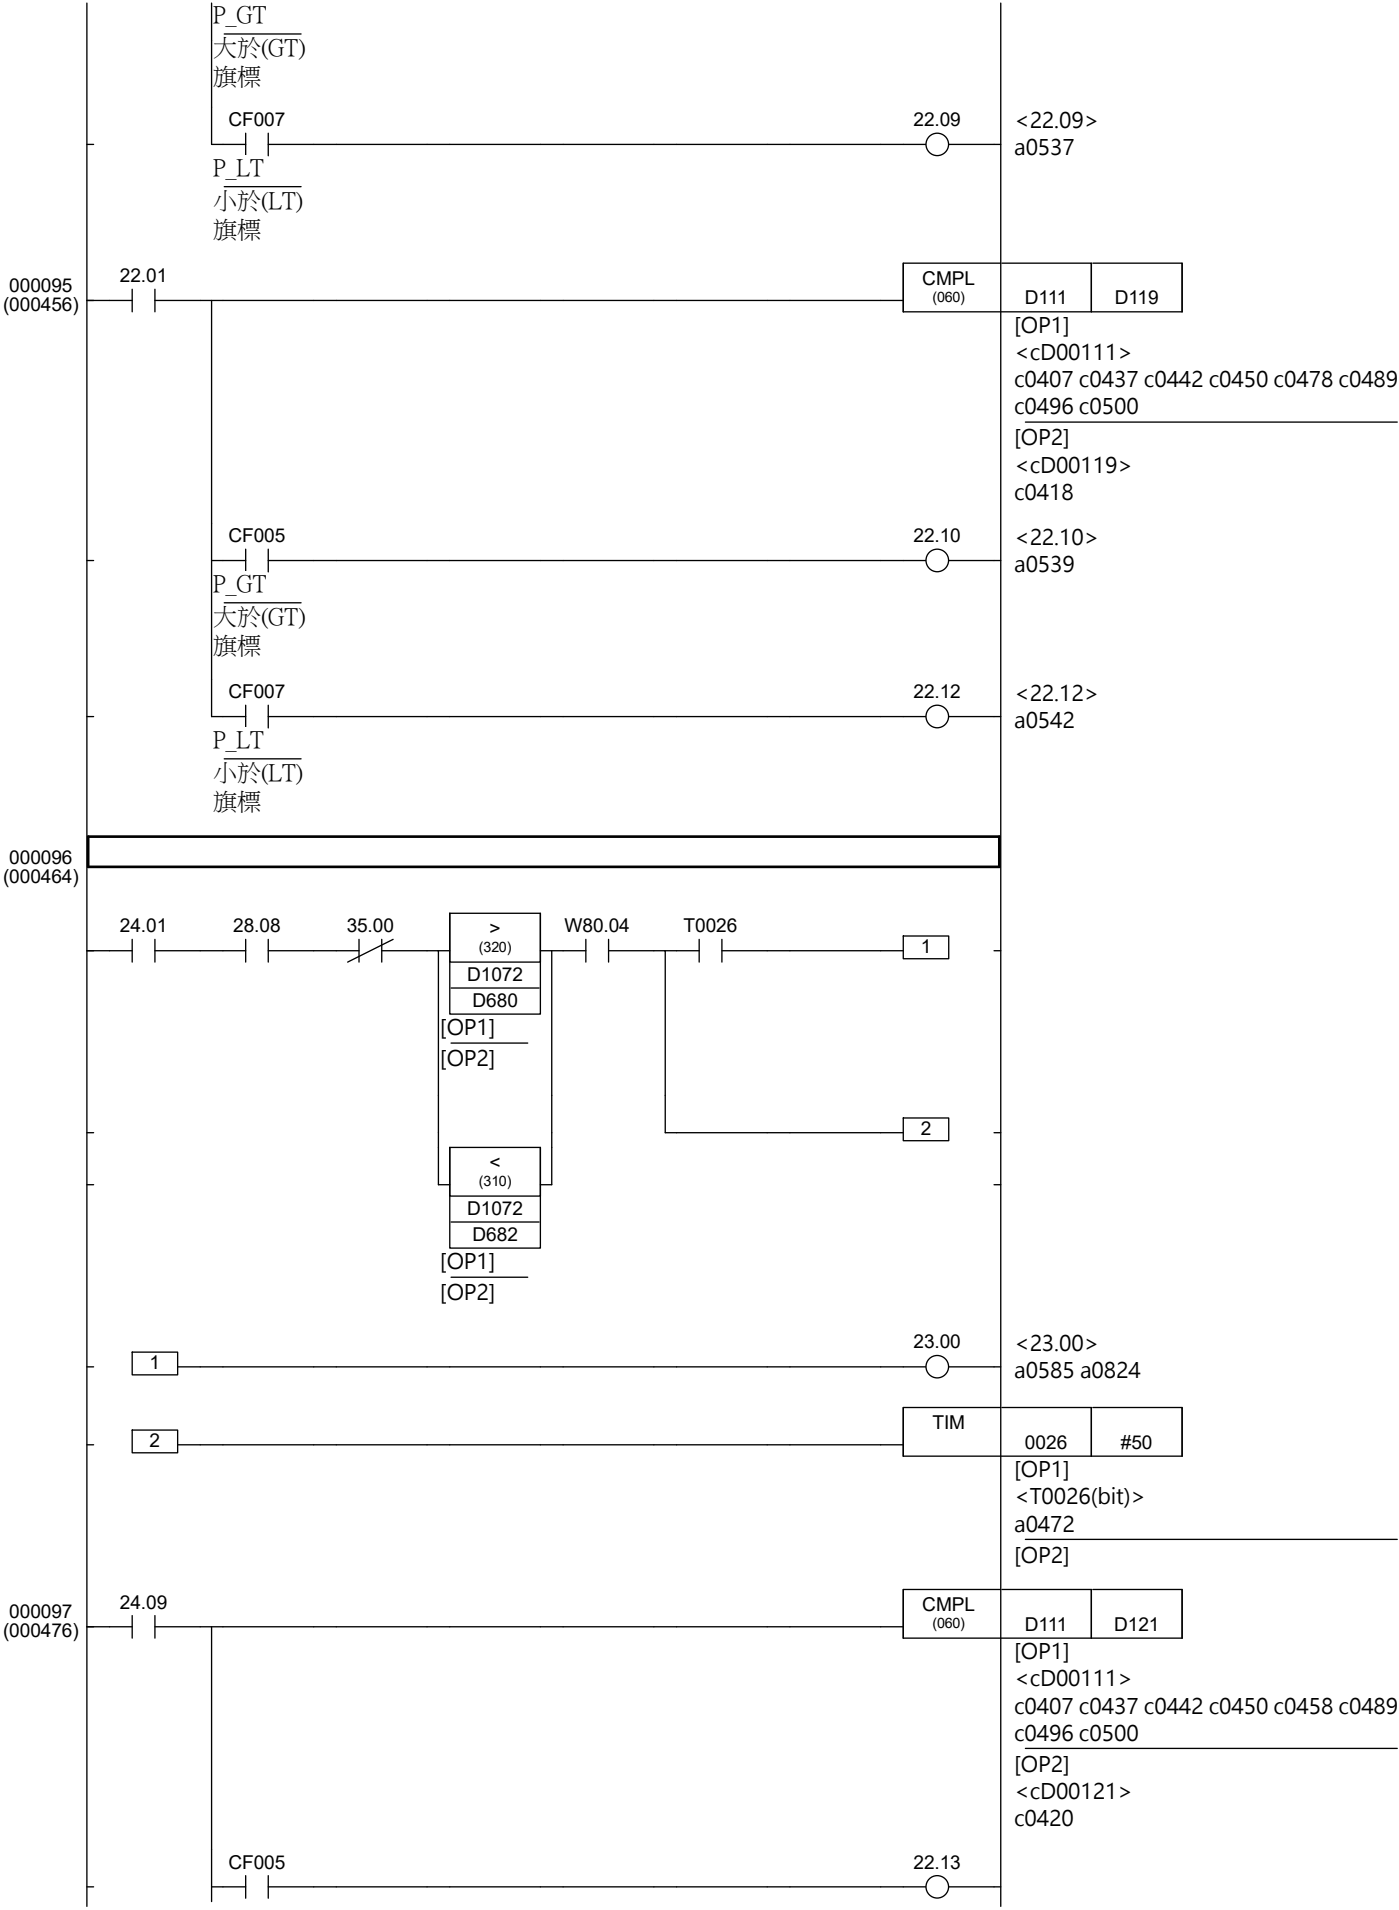 P_GT
大於(GT)
旗標
CF007
22.09
<22.09>
a0537
P_LT
小於(LT)
旗標
000095
(000456)
22.01
CMPL
(060)
D111
D119
[OP1]
<cD00111>
c0407 c0437 c0442 c0450 c0478 c0489
c0496 c0500
[OP2]
<cD00119>
c0418
CF005
22.10
<22.10>
a0539
P_GT
大於(GT)
旗標
CF007
22.12
<22.12>
a0542
P_LT
小於(LT)
旗標
000096
(000464)
24.01
28.08
35.00
>
(320)
D1072
D680
[OP1]
[OP2]
W80.04
T0026
1
2
<
(310)
D1072
D682
[OP1]
[OP2]
1
23.00
<23.00>
a0585 a0824
2
TIM
0026
#50
[OP1]
<T0026(bit)>
a0472
[OP2]
000097
(000476)
24.09
CMPL
(060)
D111
D121
[OP1]
<cD00111>
c0407 c0437 c0442 c0450 c0458 c0489
c0496 c0500
[OP2]
<cD00121>
c0420
CF005
22.13